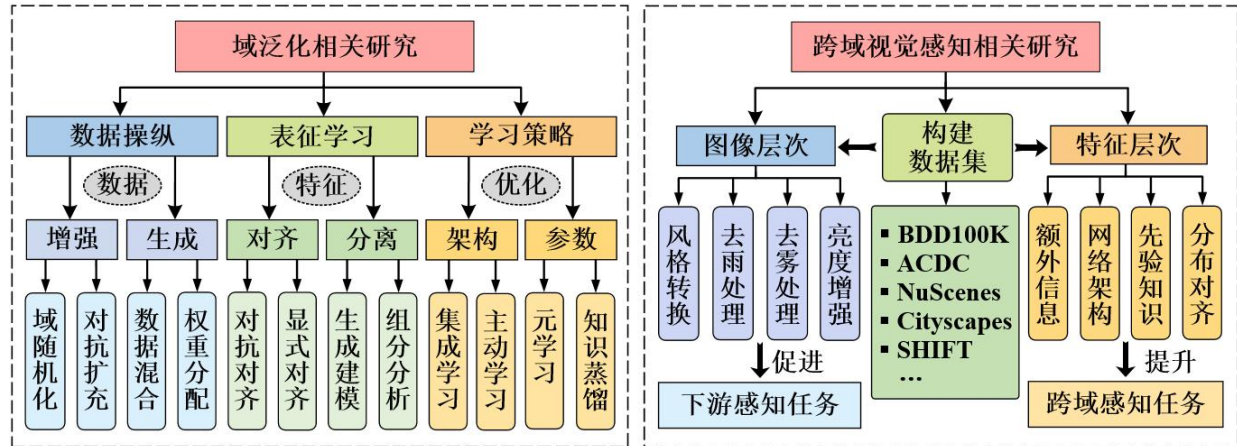 域泛化相关研究
数据操纵
表征学习
学习策略
数据
特征
优化
增强
生成
对齐
分离
架构
参数
域随机化
对抗扩充
数据混合
权重分配
对抗对齐
显式对齐
生成建模
组分分析
集成学习
主动学习
元学习
知识蒸馏
跨域视觉感知相关研究
图像层次
构建
数据集
特征层次
风格转换
去雨处理
去雾处理
亮度增强
▪ BDD100K
▪ ACDC
▪ NuScenes
▪ Cityscapes
▪ SHIFT
...
额外信息
网络架构
先验知识
分布对齐
促进
提升
下游感知任务
跨域感知任务